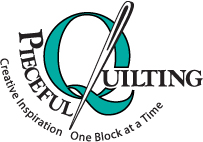 PIECEFUL QUILTING
Creative Inspiration One Block at a Time